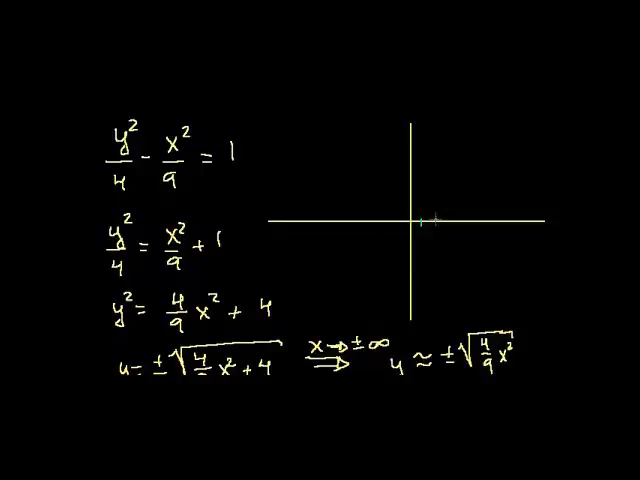 y²/4 - x²/9 = 1
y²/4 = x²/9 + 1
y² = 4/9 x² + 4
y = ±√(4/9 x² + 4) x→±∞ ⇒ y ≈ ±√(4/9 x²)